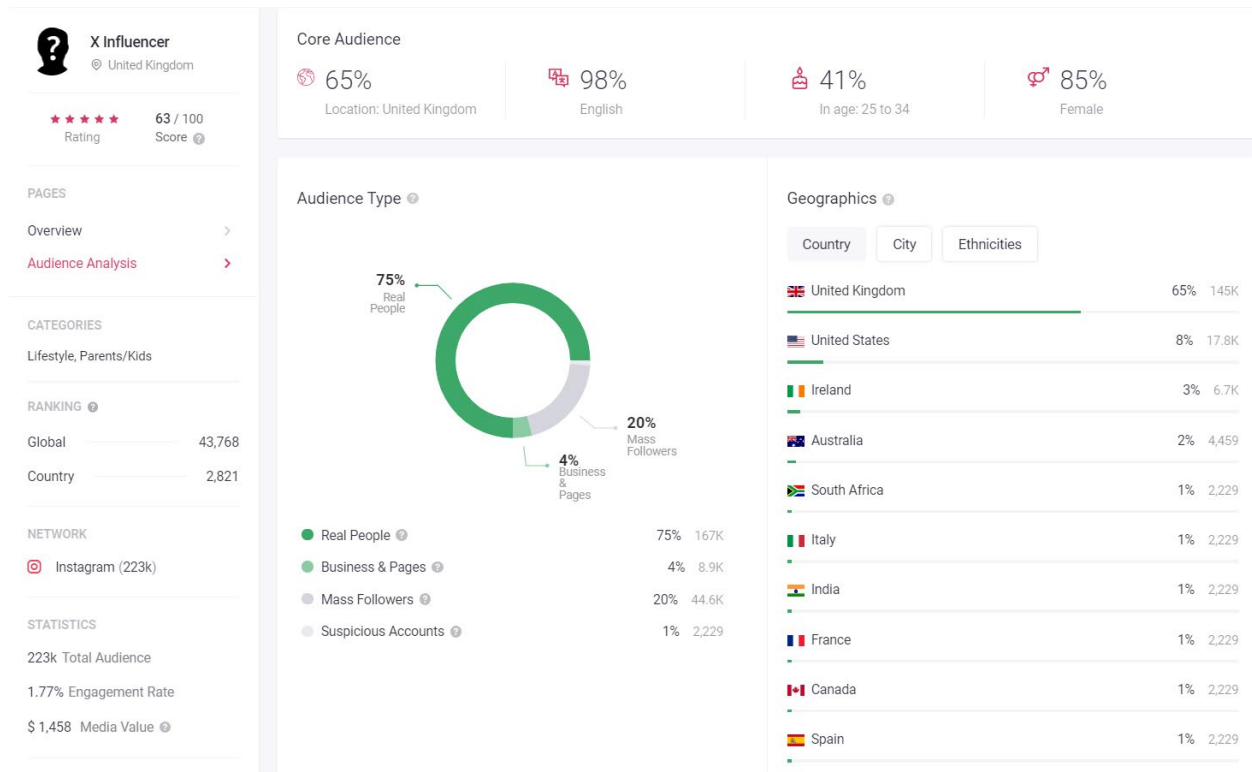 X Influencer
United Kingdom
63 / 100
Rating
Score ?
PAGES
Overview
Audience Analysis
CATEGORIES
Lifestyle, Parents/Kids
RANKING ?
Global 43,768
Country 2,821
NETWORK
Instagram (223k)
STATISTICS
223k Total Audience
1.77% Engagement Rate
$ 1,458 Media Value ?
Core Audience
65%
Location: United Kingdom
98%
English
41%
In age: 25 to 34
85%
Female
Audience Type ?
75%
Real
People
20%
Mass
Followers
4%
Business
&
Pages
Real People ? 75% 167K
Business & Pages ? 4% 8.9K
Mass Followers ? 20% 44.6K
Suspicious Accounts ? 1% 2,229
Geographics ?
Country City Ethnicities
United Kingdom 65% 145K
United States 8% 17.8K
Ireland 3% 6.7K
Australia 2% 4,459
South Africa 1% 2,229
Italy 1% 2,229
India 1% 2,229
France 1% 2,229
Canada 1% 2,229
Spain 1% 2,229